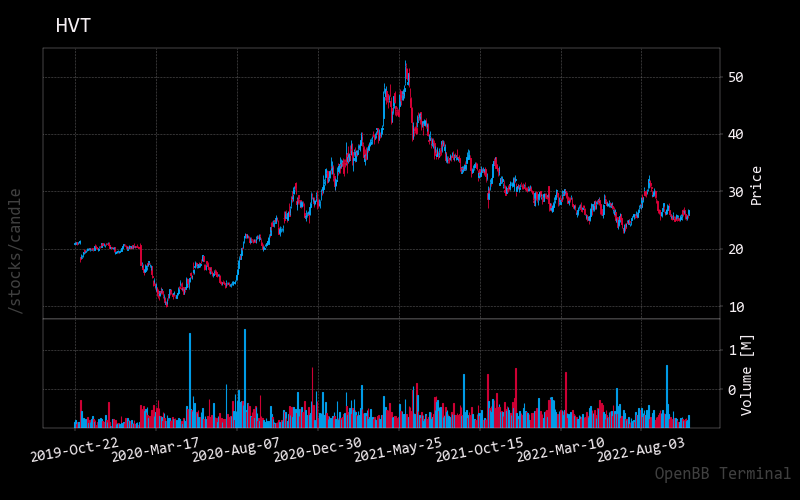 HVT
50
40
30
20
10
Price
1
0
Volume [M]
2019-Oct-22
2020-Mar-17
2020-Aug-07
2020-Dec-30
2021-May-25
2021-Oct-15
2022-Mar-10
2022-Aug-03
/stocks/candle
OpenBB Terminal